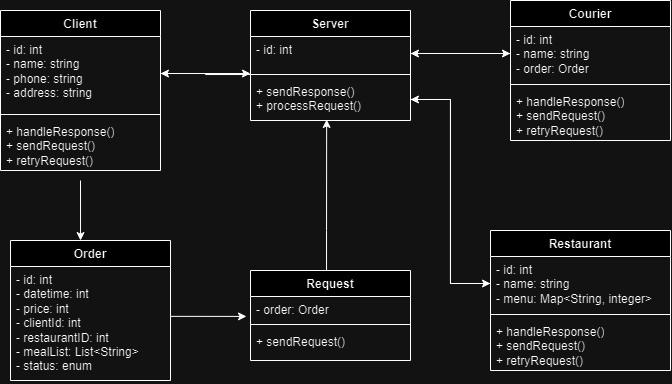 Client
- id: int
- name: string
- phone: string
- address: string
+ handleResponse()
+ sendRequest()
+ retryRequest()
Server
- id: int
+ sendResponse()
+ processRequest()
Courier
- id: int
- name: string
- order: Order
+ handleResponse()
+ sendRequest()
+ retryRequest()
Order
- id: int
- datetime: int
- price: int
- clientId: int
- restaurantID: int
- mealList: List<String>
- status: enum
Request
- order: Order
+ sendRequest()
Restaurant
- id: int
- name: string
- menu: Map<String, integer>
+ handleResponse()
+ sendRequest()
+ retryRequest()